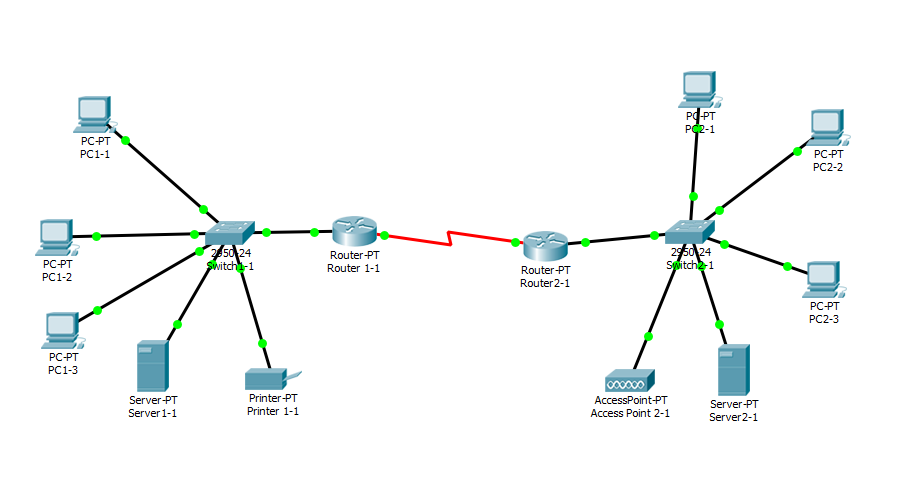 PC-PT
PC1-1
PC-PT
PC1-2
PC-PT
PC1-3
2950-24
Switch1-1
Server-PT
Server1-1
Printer-PT
Printer 1-1
Router-PT
Router 1-1
Router-PT
Router2-1
PC-PT
PC2-1
PC-PT
PC2-2
2950-24
Switch2-1
PC-PT
PC2-3
AccessPoint-PT
Access Point 2-1
Server-PT
Server2-1